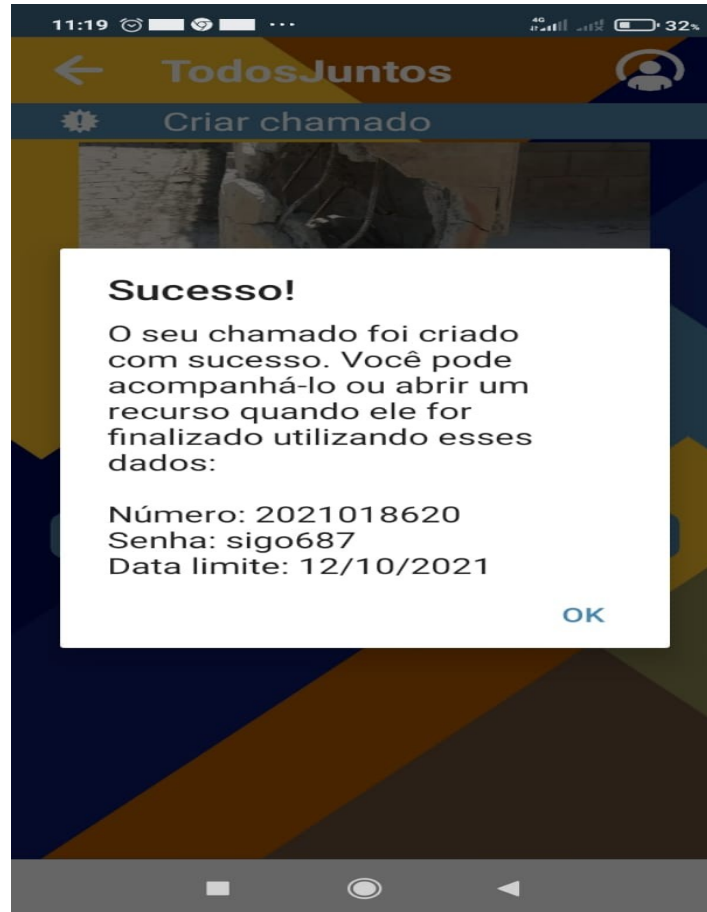 11:19 ... 4G 32%
TodosJuntos
Criar chamado
Sucesso!
O seu chamado foi criado
com sucesso. Você pode
acompanhá-lo ou abrir um
recurso quando ele for
finalizado utilizando esses
dados:
Número: 2021018620
Senha: sigo687
Data limite: 12/10/2021
OK